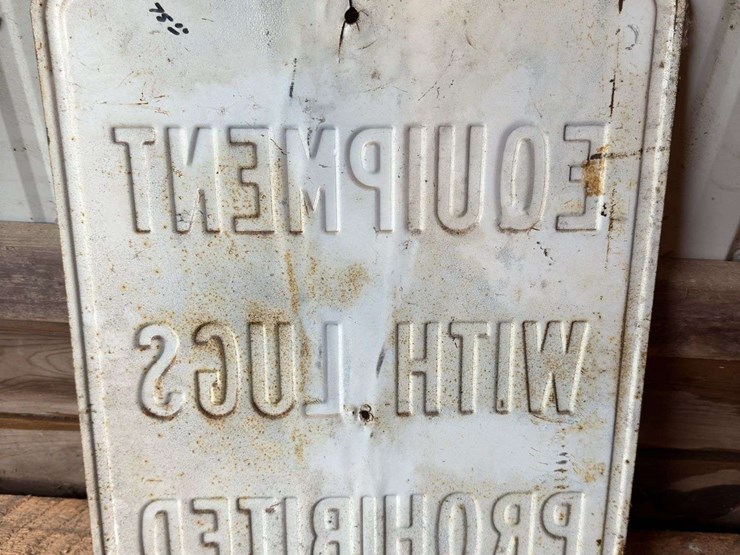 EQUIPMENT
WITH LUGS
PROHIBITED